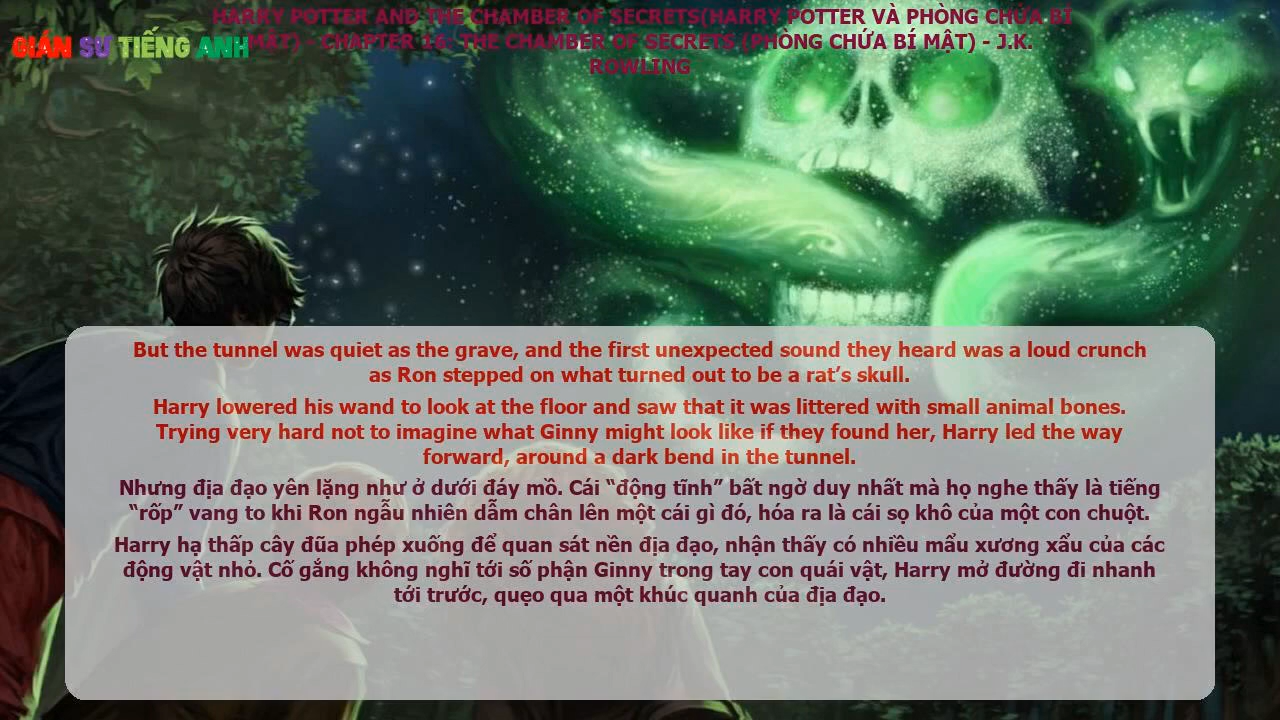 HARRY POTTER AND THE CHAMBER OF SECRETS(HARRY POTTER VÀ PHÒNG CHỨA BÍ
MẬT) - CHAPTER 16: THE CHAMBER OF SECRETS (PHÒNG CHỨA BÍ MẬT) - J.K.
ROWLING
GIÁN SƯ TIẾNG ANH
But the tunnel was quiet as the grave, and the first unexpected sound they heard was a loud crunch
as Ron stepped on what turned out to be a rat’s skull.
Harry lowered his wand to look at the floor and saw that it was littered with small animal bones.
Trying very hard not to imagine what Ginny might look like if they found her, Harry led the way
forward, around a dark bend in the tunnel.
Nhưng địa đạo yên lặng như ở dưới đáy mồ. Cái “động tĩnh” bất ngờ duy nhất mà họ nghe thấy là tiếng
“rốp” vang to khi Ron ngẫu nhiên dẫm chân lên một cái gì đó, hóa ra là cái sọ khô của một con chuột.
Harry hạ thấp cây đũa phép xuống để quan sát nền địa đạo, nhận thấy có nhiều mẩu xương xẩu của các
động vật nhỏ. Cố gắng không nghĩ tới số phận Ginny trong tay con quái vật, Harry mở đường đi nhanh
tới trước, quẹo qua một khúc quanh của địa đạo.